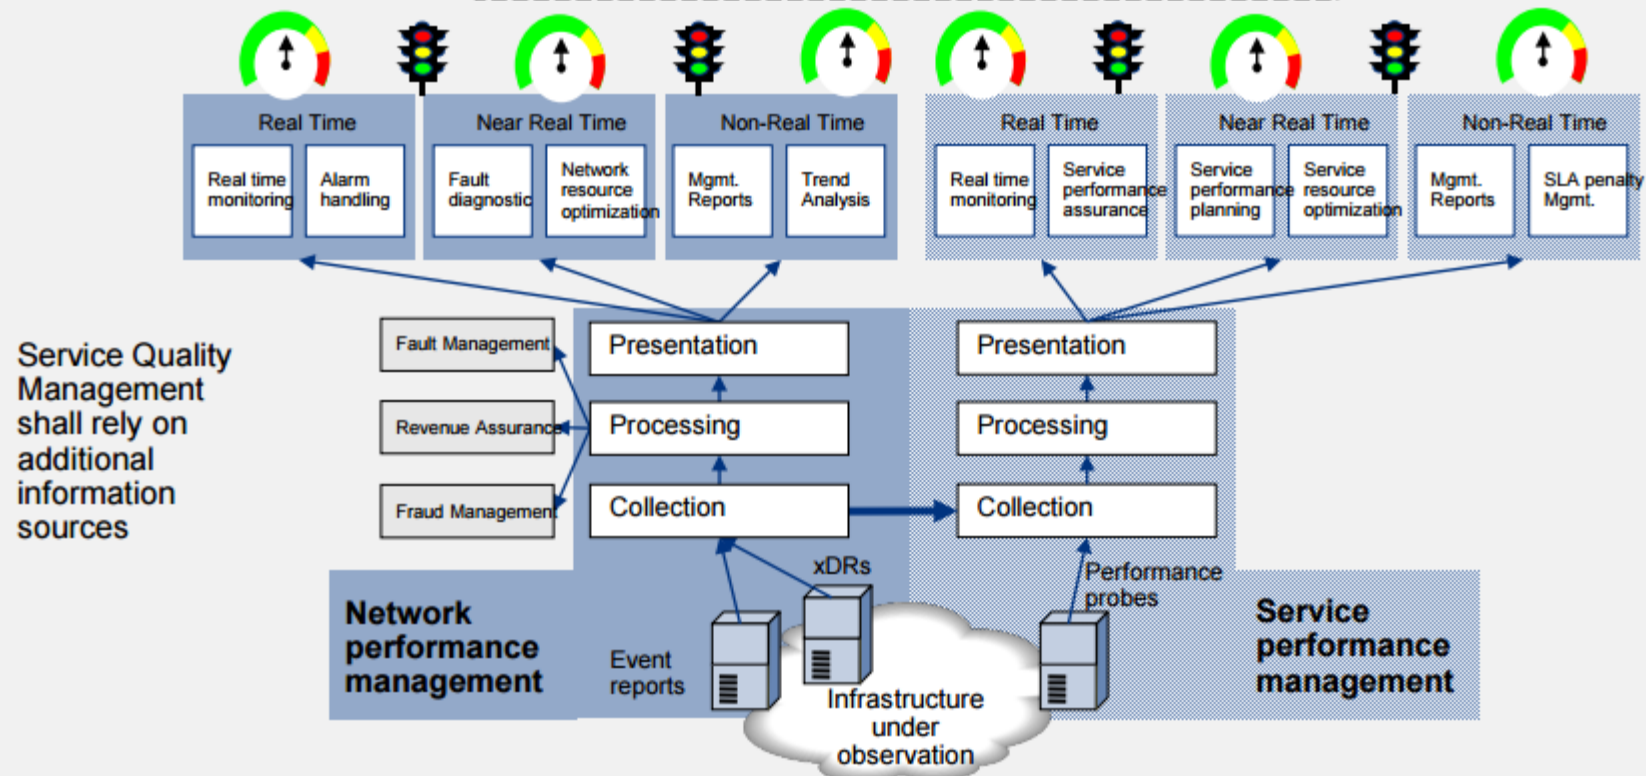 Real Time
Near Real Time
Non-Real Time
Real Time
Near Real Time
Non-Real Time
Real time
monitoring
Alarm
handling
Fault
diagnostic
Network
resource
optimization
Mgmt.
Reports
Trend
Analysis
Real time
monitoring
Service
performance
assurance
Service
performance
planning
Service
resource
optimization
Mgmt.
Reports
SLA penalty
Mgmt.
Service Quality
Management
shall rely on
additional
information
sources
Fault Management
Revenue Assurance
Fraud Management
Presentation
Processing
Collection
Presentation
Processing
Collection
Network
performance
management
Event
reports
xDRs
Infrastructure
under
observation
Performance
probes
Service
performance
management